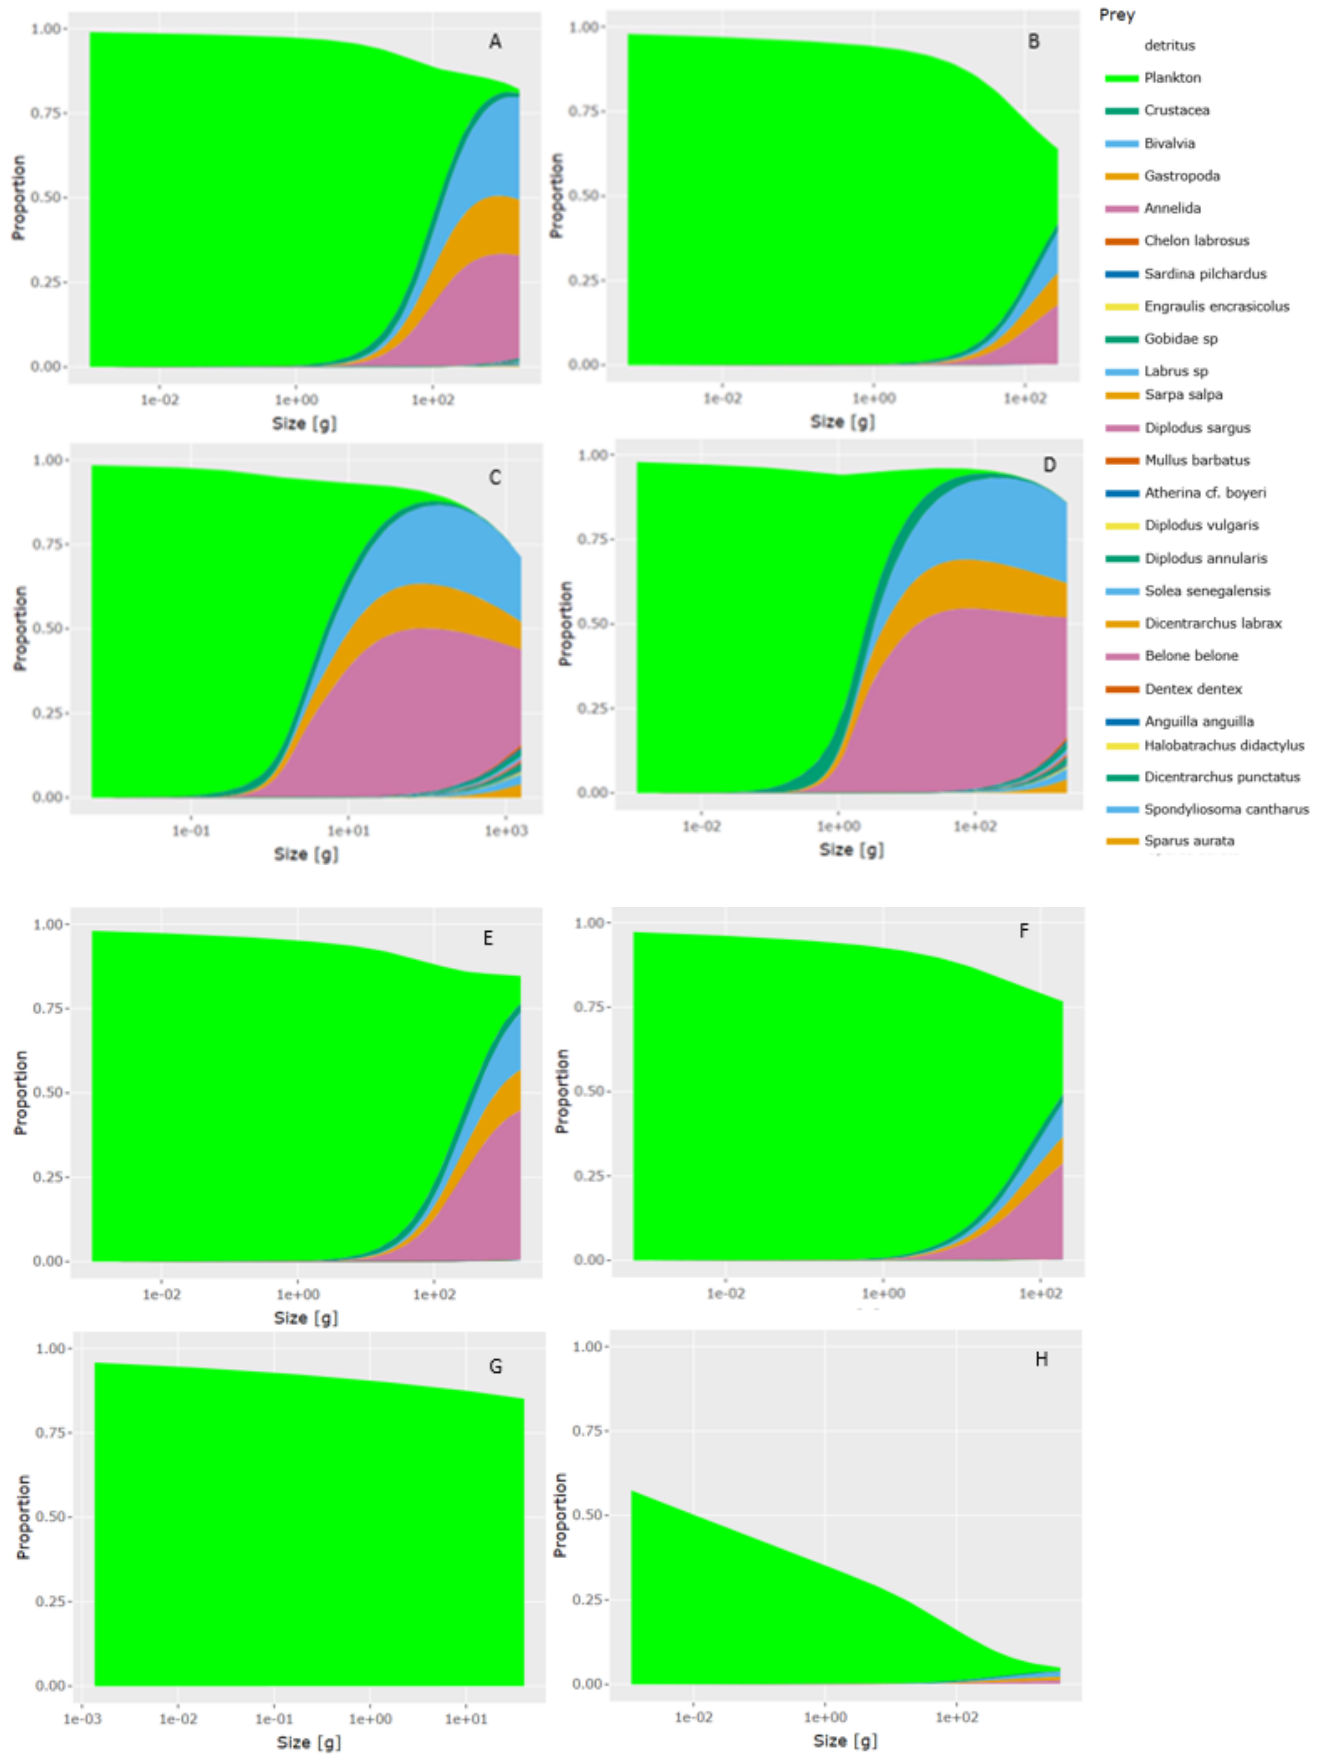 A
1.00
0.75
0.50
0.25
0.00
Proportion
1e-02
1e+00
1e+02
Size [g]
B
1.00
0.75
0.50
0.25
0.00
Proportion
1e-02
1e+00
1e+02
Size [g]
Prey
detritus
Plankton
Crustacea
Bivalvia
Gastropoda
Annelida
Chelon labrosus
Sardina pilchardus
Engraulis encrasicolus
Gobidae sp
Labrus sp
Sarpa salpa
Diplodus sargus
Mullus barbatus
Atherina cf. boyeri
Diplodus vulgaris
Diplodus annularis
Solea senegalensis
Dicentrarchus labrax
Belone belone
Dentex dentex
Anguilla anguilla
Halobatrachus didactylus
Dicentrarchus punctatus
Spondyliosoma cantharus
Sparus aurata
C
1.00
0.75
0.50
0.25
0.00
Proportion
1e-01
1e+01
1e+03
Size [g]
D
1.00
0.75
0.50
0.25
0.00
Proportion
1e-02
1e+00
1e+02
Size [g]
E
1.00
0.75
0.50
0.25
0.00
Proportion
1e-02
1e+00
1e+02
Size [g]
F
1.00
0.75
0.50
0.25
0.00
Proportion
1e-02
1e+00
1e+02
G
1.00
0.75
0.50
0.25
0.00
Proportion
1e-03
1e-02
1e-01
1e+00
1e+01
Size [g]
H
1.00
0.75
0.50
0.25
0.00
Proportion
1e-02
1e+00
1e+02
Size [g]